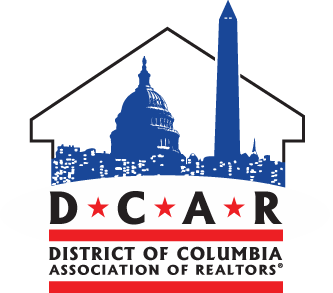 D★C★A★R
DISTRICT OF COLUMBIA
ASSOCIATION OF REALTORS®